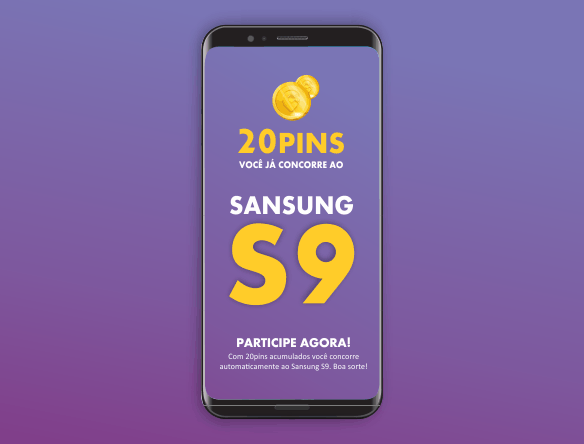 20PINS
VOCÊ JÁ CONCORRE AO
SANSUNG
S9
PARTICIPE AGORA!
Com 20pins acumulados você concorre
automaticamente ao Sansung S9. Boa sorte!